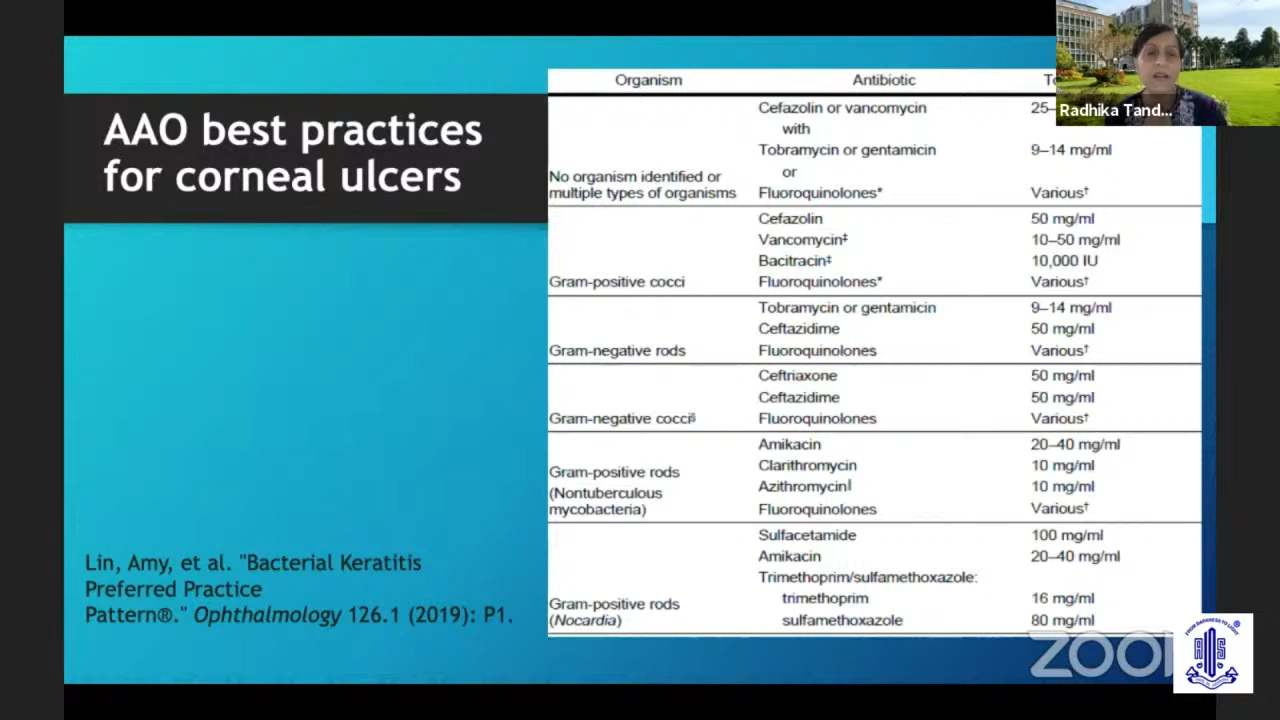 AAO best practices
for corneal ulcers
Lin, Amy, et al. "Bacterial Keratitis
Preferred Practice
Pattern®." Ophthalmology 126.1 (2019): P1.
Organism Antibiotic
Cefazolin or vancomycin
with
Tobramycin or gentamicin 9–14 mg/ml
or
No organism identified or
multiple types of organisms Fluoroquinolones* Various†
Cefazolin 50 mg/ml
Vancomycin‡ 10–50 mg/ml
Bacitracin‡ 10,000 IU
Gram-positive cocci Fluoroquinolones* Various†
Tobramycin or gentamicin 9–14 mg/ml
Ceftazidime 50 mg/ml
Gram-negative rods Fluoroquinolones Various†
Ceftriaxone 50 mg/ml
Ceftazidime 50 mg/ml
Gram-negative cocci§ Fluoroquinolones Various†
Amikacin 20–40 mg/ml
Gram-positive rods Clarithromycin 10 mg/ml
(Nontuberculous Azithromycin‖ 10 mg/ml
mycobacteria) Fluoroquinolones Various†
Sulfacetamide 100 mg/ml
Amikacin 20–40 mg/ml
Trimethoprim/sulfamethoxazole:
Gram-positive rods trimethoprim 16 mg/ml
(Nocardia) sulfamethoxazole 80 mg/ml
Radhika Tand...
FROM DARKNESS TO LIGHT